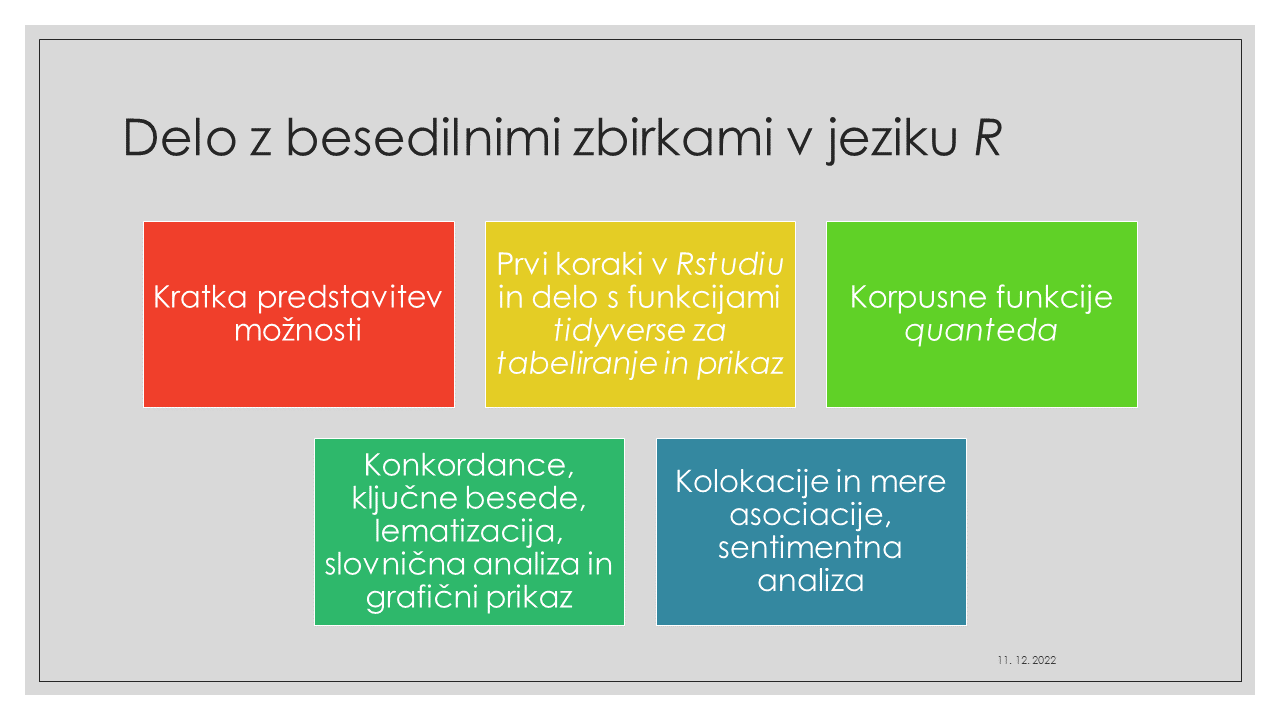 Delo z besedilnimi zbirkami v jeziku R
Kratka predstavitev
možnosti
Prvi koraki v Rstudiu
in delo s funkcijami
tidyverse za
tabeliranje in prikaz
Korpusne funkcije
quanteda
Konkordance,
ključne besede,
lematizacija,
slovnična analiza in
grafični prikaz
Kolokacije in mere
asociacije,
sentimentna
analiza
11. 12. 2022